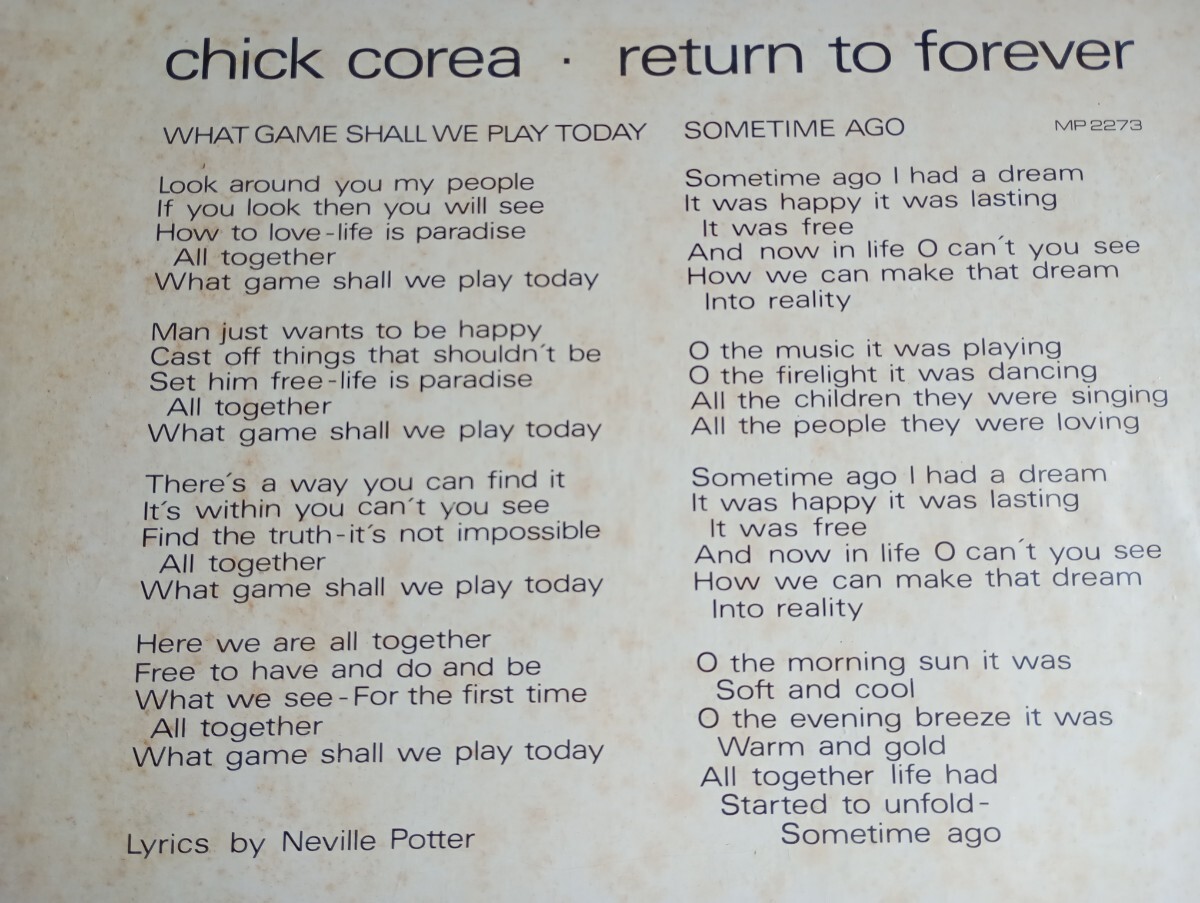 chick corea · return to forever
WHAT GAME SHALL WE PLAY TODAY
Look around you my people
If you look then you will see
How to love-life is paradise
All together
What game shall we play today
Man just wants to be happy
Cast off things that shouldn´t be
Set him free-life is paradise
All together
What game shall we play today
There´s a way you can find it
It´s within you can´t you see
Find the truth-it´s not impossible
All together
What game shall we play today
Here we are all together
Free to have and do and be
What we see-For the first time
All together
What game shall we play today
Lyrics by Neville Potter
SOMETIME AGO
MP 2273
Sometime ago I had a dream
It was happy it was lasting
It was free
And now in life O can´t you see
How we can make that dream
Into reality
O the music it was playing
O the firelight it was dancing
All the children they were singing
All the people they were loving
Sometime ago I had a dream
It was happy it was lasting
It was free
And now in life O can´t you see
How we can make that dream
Into reality
O the morning sun it was
Soft and cool
O the evening breeze it was
Warm and gold
All together life had
Started to unfold-
Sometime ago